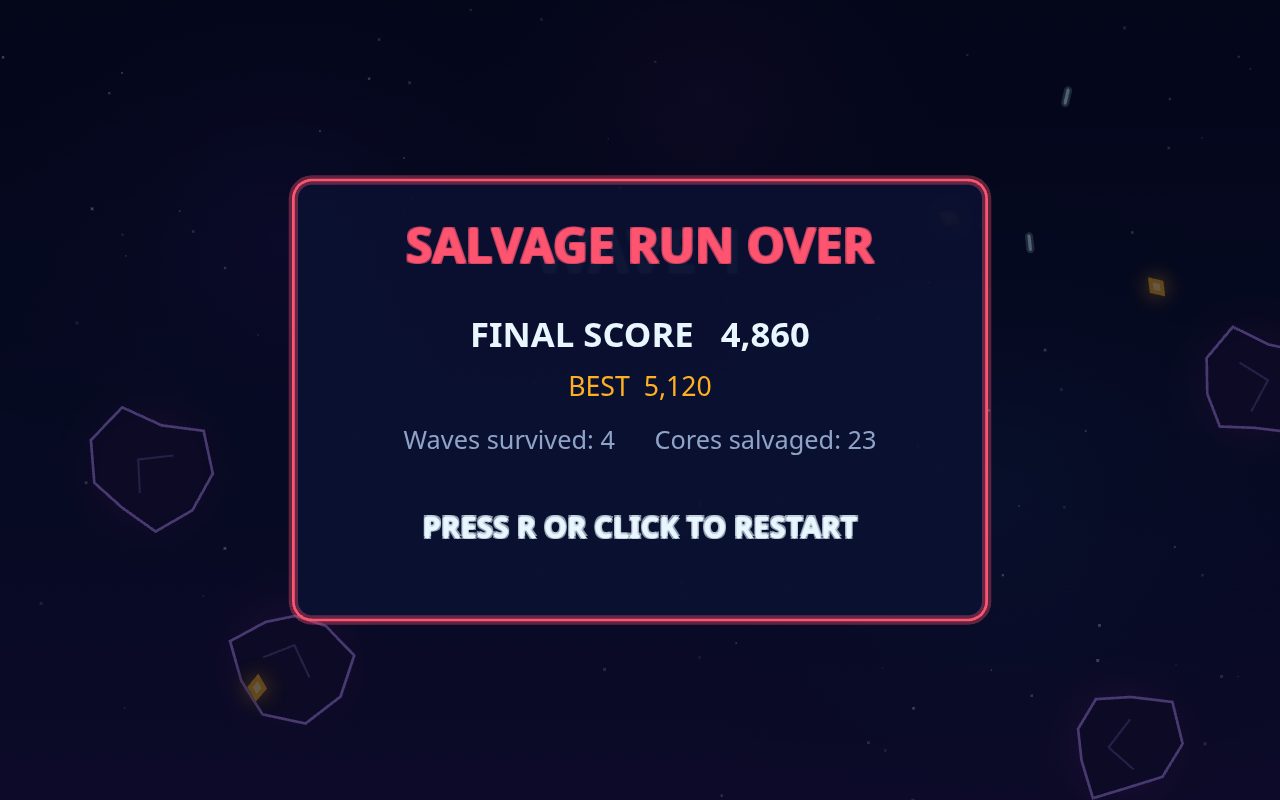 SALVAGE RUN OVER
FINAL SCORE 4,860
BEST 5,120
Waves survived: 4 Cores salvaged: 23
PRESS R OR CLICK TO RESTART